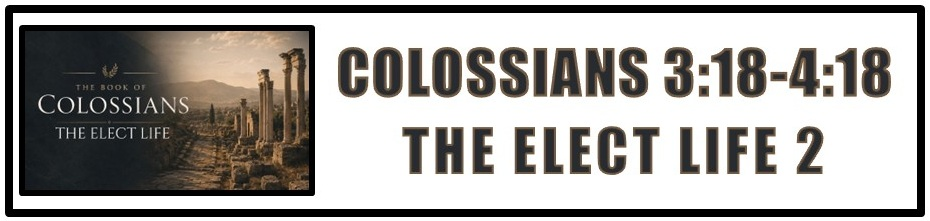 THE BOOK OF
COLOSSIANS
THE ELECT LIFE
COLOSSIANS 3:18-4:18
THE ELECT LIFE 2